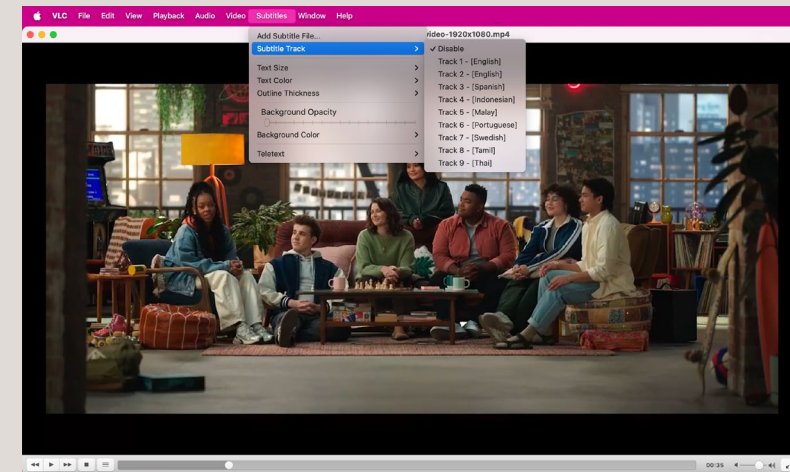 VLC File Edit View Playback Audio Video Subtitles Window Help
video-1920x1080.mp4
Add Subtitle File...
Subtitle Track
Text Size
Text Color
Outline Thickness
Background Opacity
Background Color
Teletext
✓ Disable
Track 1 - [English]
Track 2 - [English]
Track 3 - [Spanish]
Track 4 - [Indonesian]
Track 5 - [Malay]
Track 6 - [Portuguese]
Track 7 - [Swedish]
Track 8 - [Tamil]
Track 9 - [Thai]
00:35